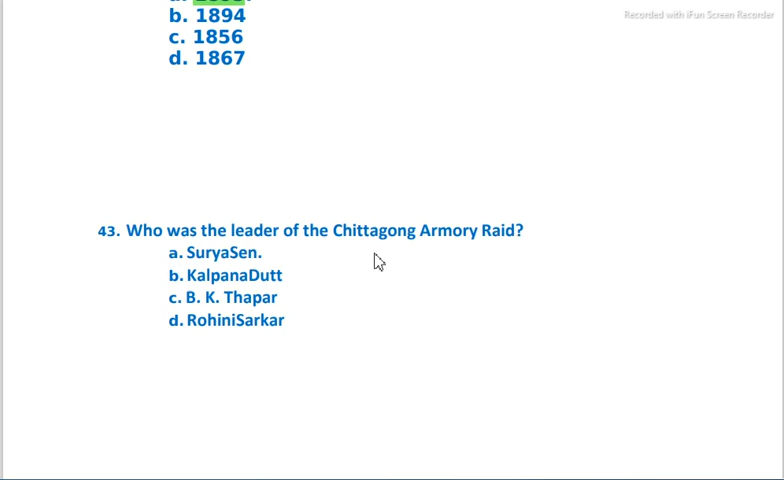 Recorded with iFun Screen Recorder
b. 1894
c. 1856
d. 1867
43. Who was the leader of the Chittagong Armory Raid?
a. SuryaSen.
b. KalpanaDutt
c. B. K. Thapar
d. RohiniSarkar